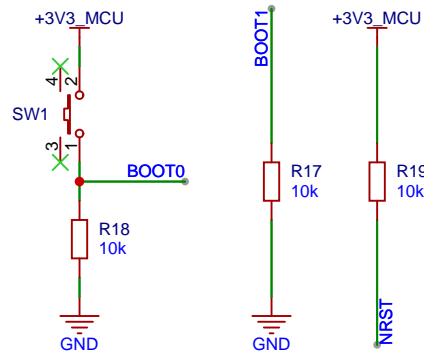 +3V3_MCU
4
2
SW1
3
1
BOOT0
R18
10k
GND
BOOT1
R17
10k
GND
+3V3_MCU
R19
10k
NRST